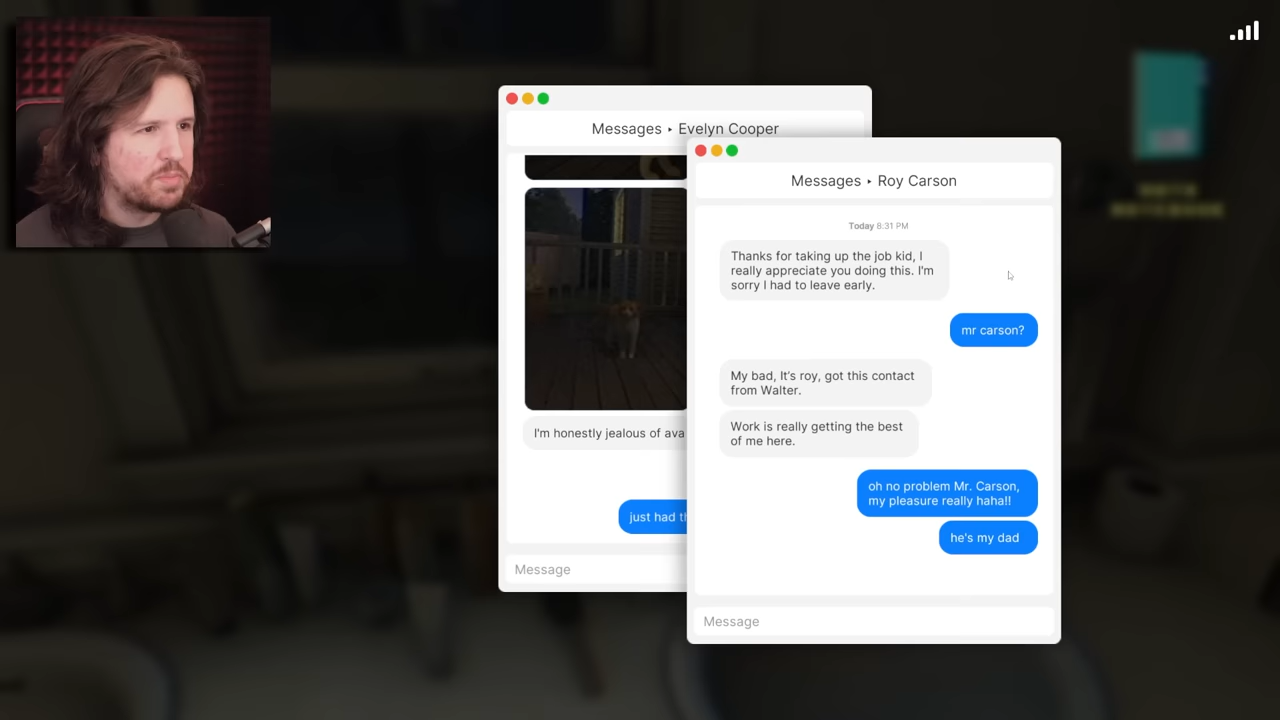 Messages ‣ Evelyn Cooper
I'm honestly jealous of ava
just had
Message
Messages ‣ Roy Carson
Today 8:31 PM
Thanks for taking up the job kid, I
really appreciate you doing this. I'm
sorry I had to leave early.
mr carson?
My bad, It's roy, got this contact
from Walter.
Work is really getting the best
of me here.
oh no problem Mr. Carson,
my pleasure really haha!!
he's my dad
Message